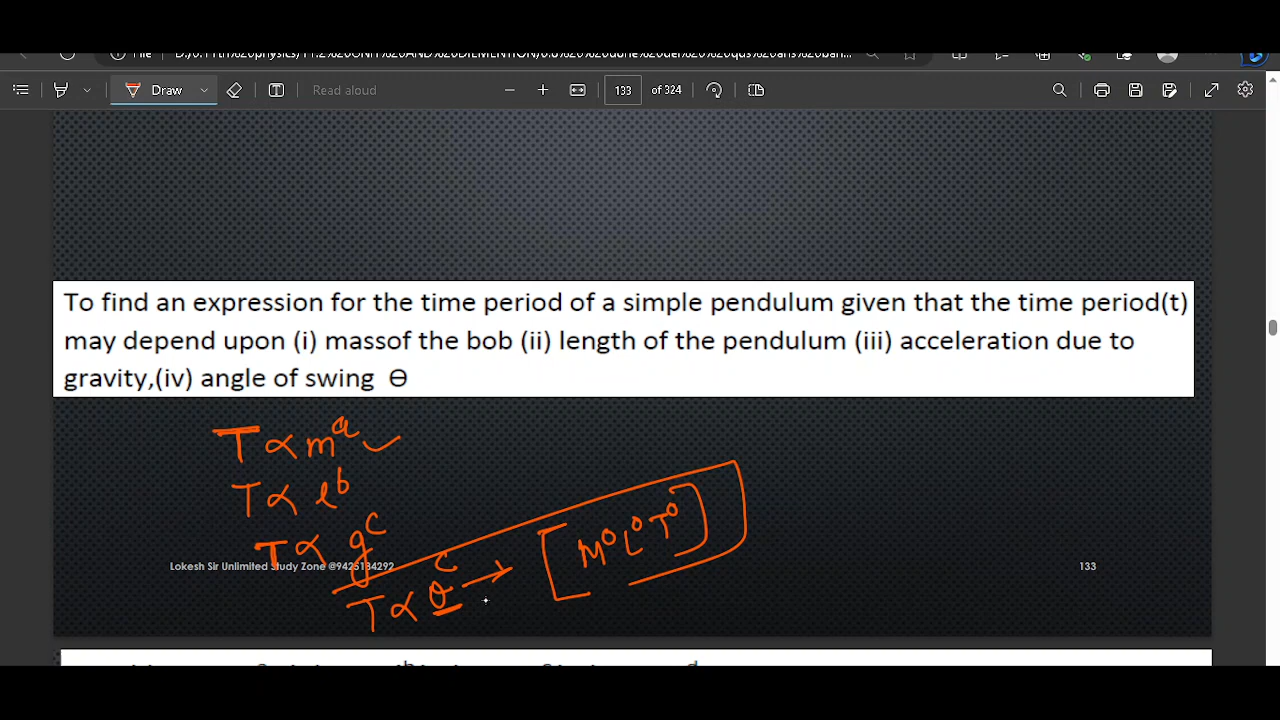 Draw
Read aloud
133 of 324
To find an expression for the time period of a simple pendulum given that the time period(t)
may depend upon (i) massof the bob (ii) length of the pendulum (iii) acceleration due to
gravity,(iv) angle of swing Ɵ
T ∝ m^a ✓
T ∝ l^b
T ∝ g^c
T ∝ θ^c → [M⁰L⁰T⁰]
Lokesh Sir Unlimited Study Zone @9425184292
133